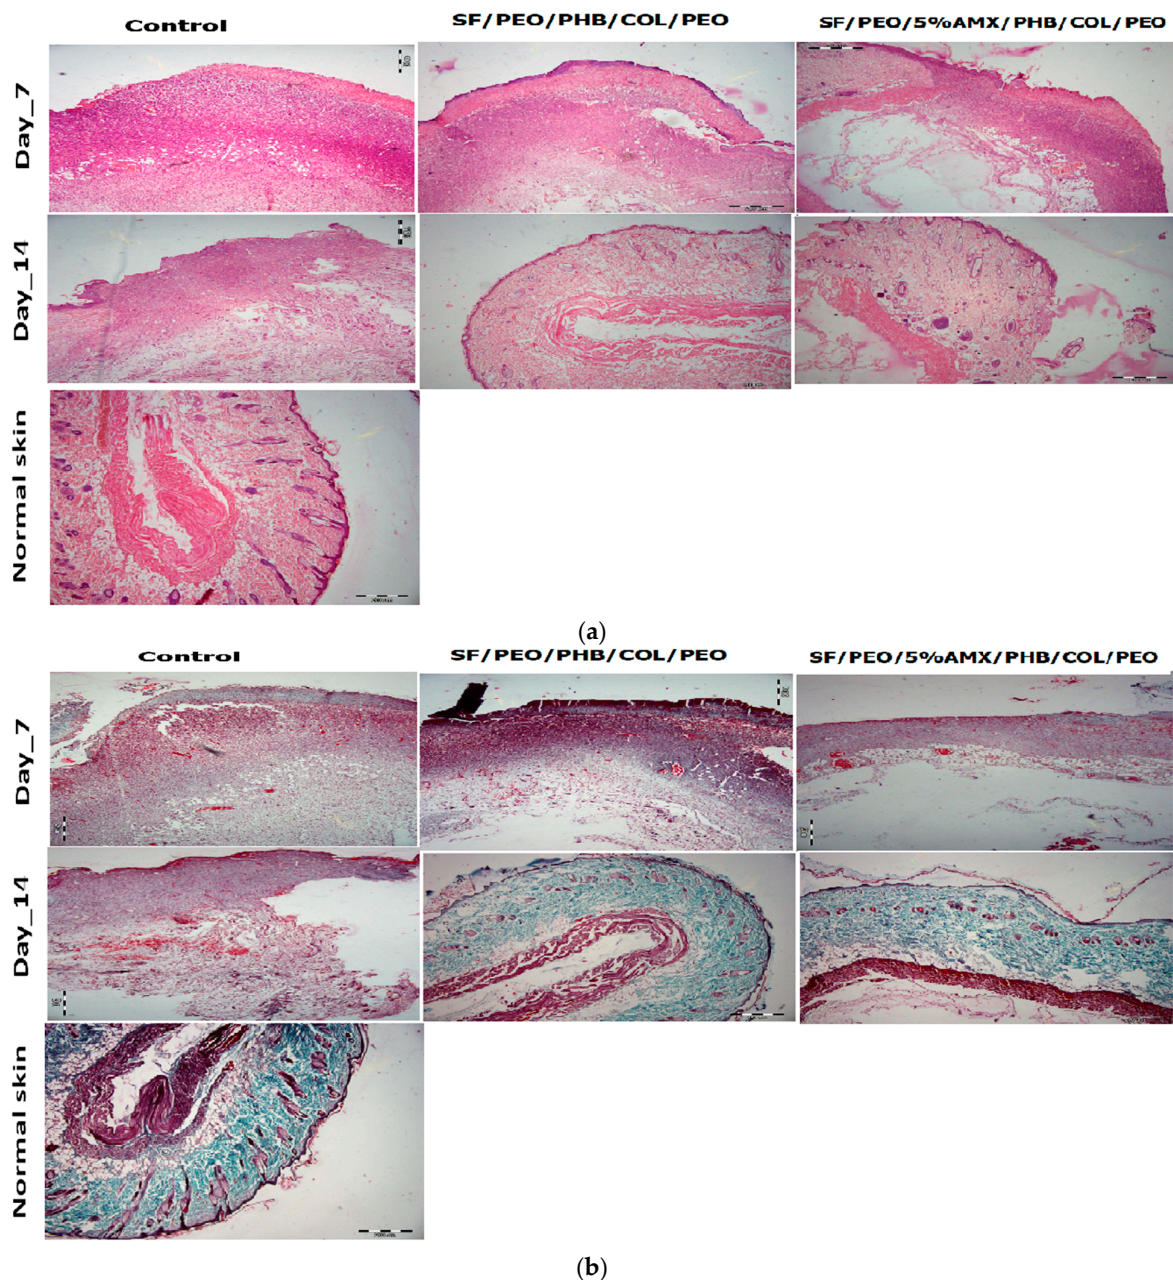 Control
SF/PEO/PHB/COL/PEO
SF/PEO/5%AMX/PHB/COL/PEO
Day_7
Day_14
Normal skin
(a)
Control
SF/PEO/PHB/COL/PEO
SF/PEO/5%AMX/PHB/COL/PEO
Day_7
Day_14
Normal skin
(b)